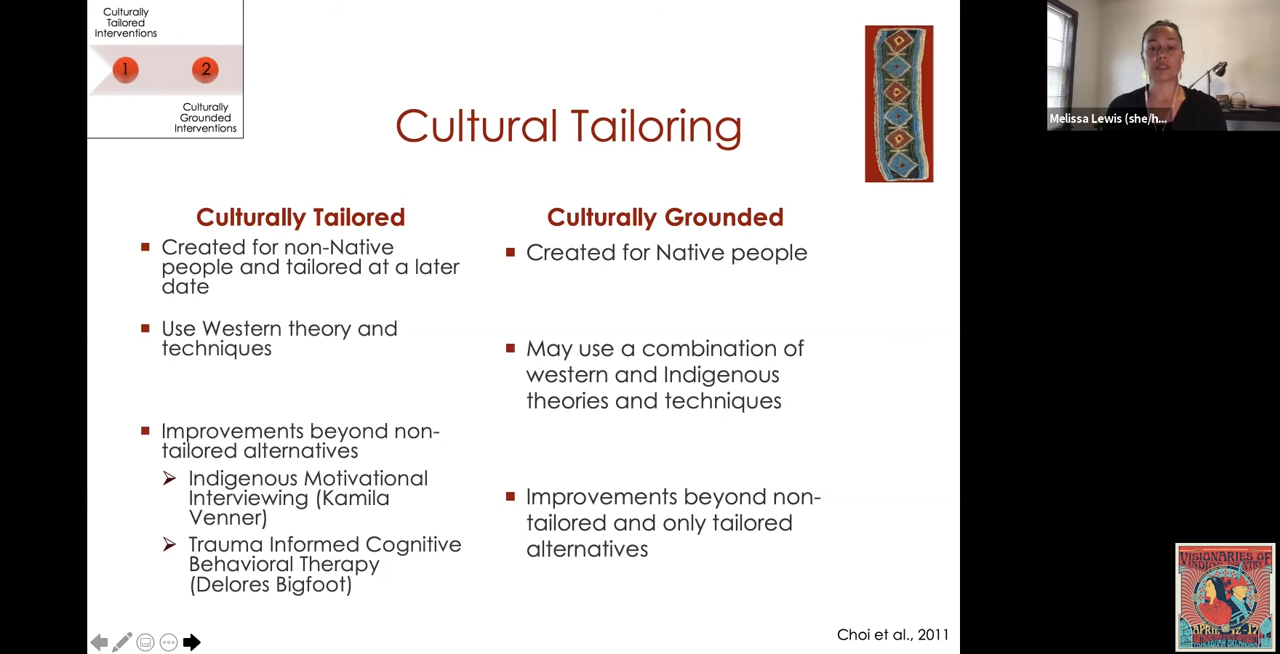 Culturally
Tailored
Interventions
1
2
Culturally
Grounded
Interventions
Cultural Tailoring
Culturally Tailored
Created for non-Native
people and tailored at a later
date
Use Western theory and
techniques
Improvements beyond non-
tailored alternatives
Indigenous Motivational
Interviewing (Kamila
Venner)
Trauma Informed Cognitive
Behavioral Therapy
(Delores Bigfoot)
Culturally Grounded
Created for Native people
May use a combination of
western and Indigenous
theories and techniques
Improvements beyond non-
tailored and only tailored
alternatives
Choi et al., 2011
Melissa Lewis (she/h...
VISIONARIES OF
APRIL 12-17